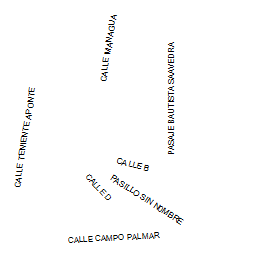 CALLE MANAGUA
PASAJE BAUTISTA SAAVEDRA
CALLE TENIENTE APONTE
CALLE B
CALLE D
PASILLO SIN NOMBRE
CALLE CAMPO PALMAR